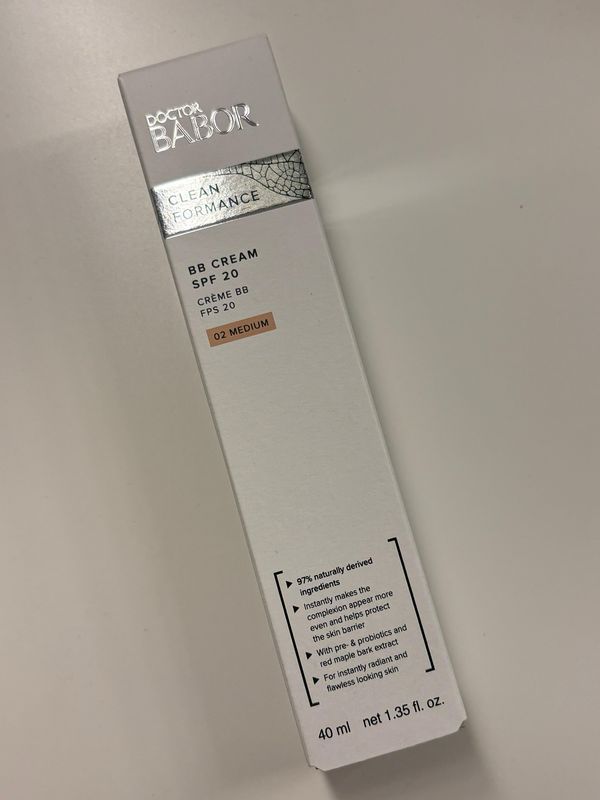 DOCTOR
BABOR
CLEAN
FORMANCE
BB CREAM
SPF 20
CRÈME BB
FPS 20
02 MEDIUM
▶ 97% naturally derived
ingredients
▶ Instantly makes the
complexion appear more
even and helps protect
the skin barrier
▶ With pre- & probiotics and
red maple bark extract
▶ For instantly radiant and
flawless looking skin
40 ml net 1.35 fl. oz.